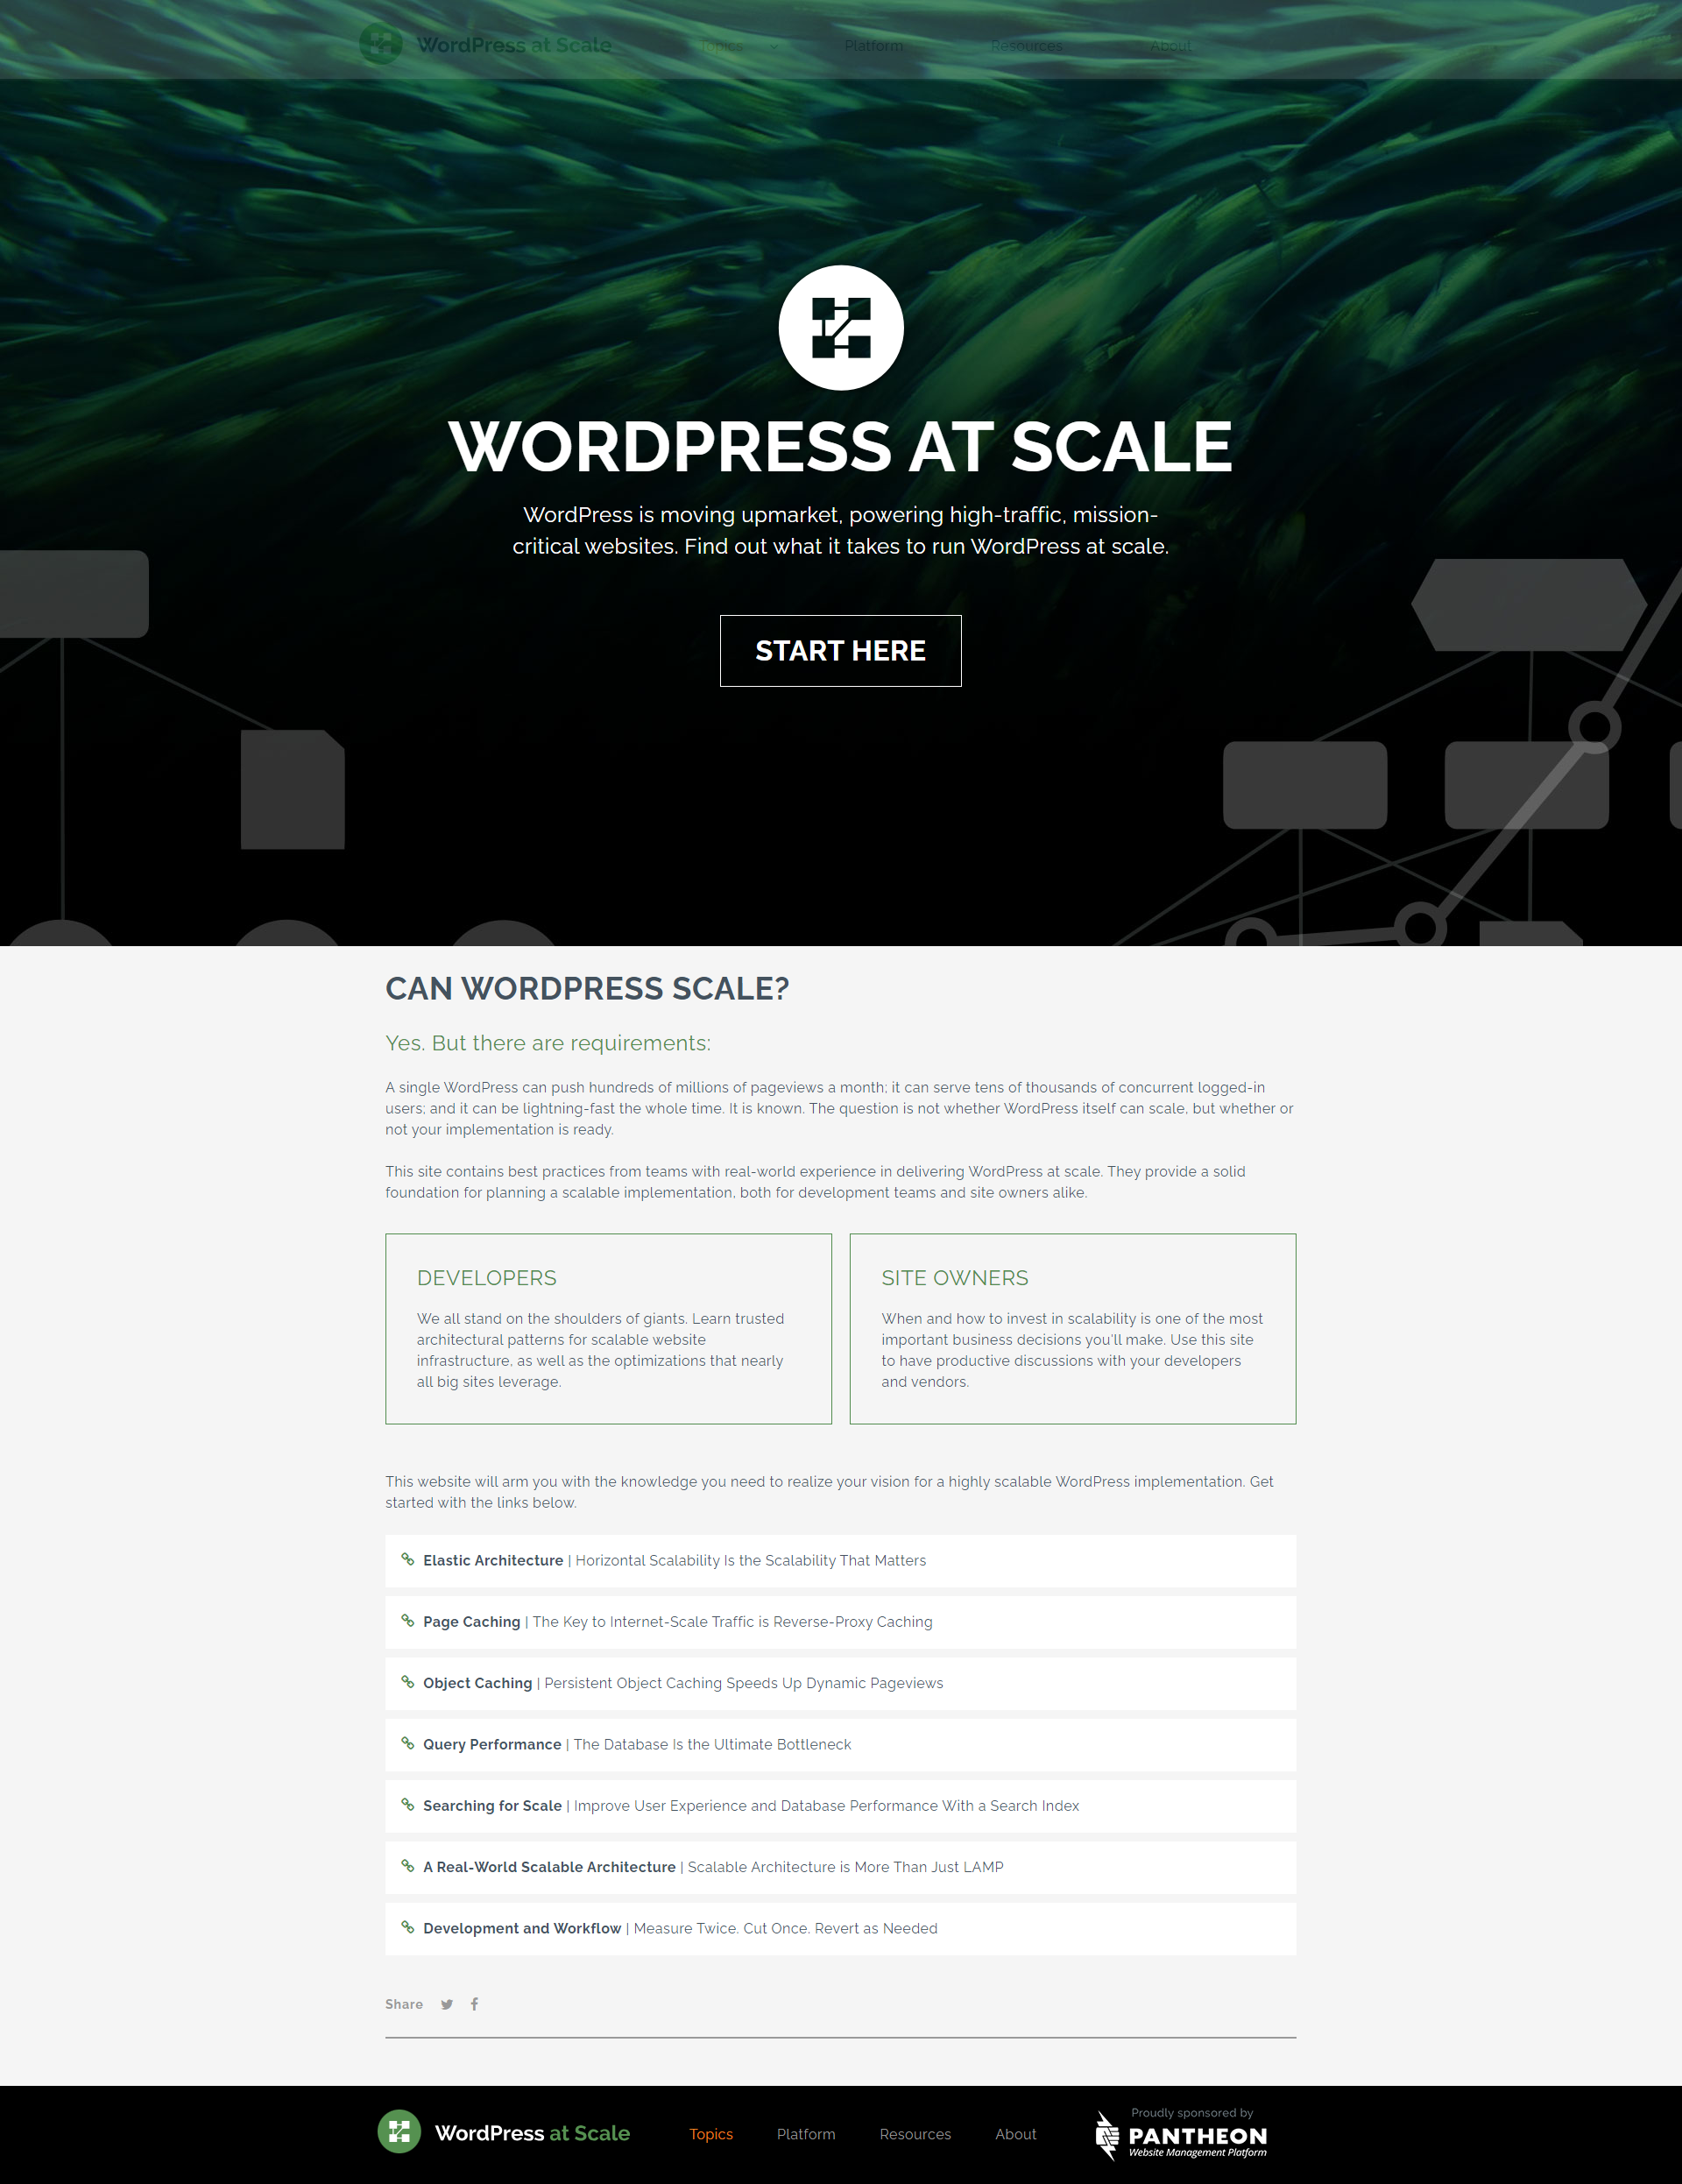 WordPress at Scale
Topics
Platform
Resources
About
WORDPRESS AT SCALE
WordPress is moving upmarket, powering high-traffic, mission-
critical websites. Find out what it takes to run WordPress at scale.
START HERE
CAN WORDPRESS SCALE?
Yes. But there are requirements:
A single WordPress can push hundreds of millions of pageviews a month; it can serve tens of thousands of concurrent logged-in
users; and it can be lightning-fast the whole time. It is known. The question is not whether WordPress itself can scale, but whether or
not your implementation is ready.
This site contains best practices from teams with real-world experience in delivering WordPress at scale. They provide a solid
foundation for planning a scalable implementation, both for development teams and site owners alike.
DEVELOPERS
We all stand on the shoulders of giants. Learn trusted
architectural patterns for scalable website
infrastructure, as well as the optimizations that nearly
all big sites leverage.
SITE OWNERS
When and how to invest in scalability is one of the most
important business decisions you'll make. Use this site
to have productive discussions with your developers
and vendors.
This website will arm you with the knowledge you need to realize your vision for a highly scalable WordPress implementation. Get
started with the links below.
Elastic Architecture | Horizontal Scalability Is the Scalability That Matters
Page Caching | The Key to Internet-Scale Traffic is Reverse-Proxy Caching
Object Caching | Persistent Object Caching Speeds Up Dynamic Pageviews
Query Performance | The Database Is the Ultimate Bottleneck
Searching for Scale | Improve User Experience and Database Performance With a Search Index
A Real-World Scalable Architecture | Scalable Architecture is More Than Just LAMP
Development and Workflow | Measure Twice. Cut Once. Revert as Needed
Share
WordPress at Scale
Topics
Platform
Resources
About
Proudly sponsored by
PANTHEON
Website Management Platform